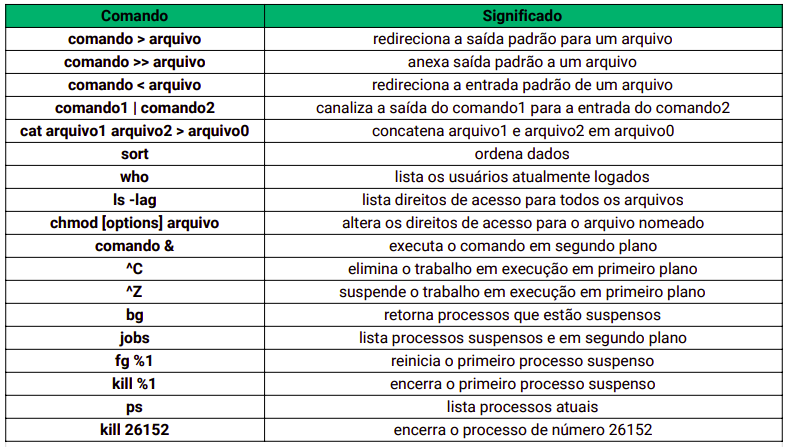 Comando Significado
comando > arquivo redireciona a saída padrão para um arquivo
comando >> arquivo anexa saída padrão a um arquivo
comando < arquivo redireciona a entrada padrão de um arquivo
comando1 | comando2 canaliza a saída do comando1 para a entrada do comando2
cat arquivo1 arquivo2 > arquivo0 concatena arquivo1 e arquivo2 em arquivo0
sort ordena dados
who lista os usuários atualmente logados
ls -lag lista direitos de acesso para todos os arquivos
chmod [options] arquivo altera os direitos de acesso para o arquivo nomeado
comando & executa o comando em segundo plano
^C elimina o trabalho em execução em primeiro plano
^Z suspende o trabalho em execução em primeiro plano
bg retorna processos que estão suspensos
jobs lista processos suspensos e em segundo plano
fg %1 reinicia o primeiro processo suspenso
kill %1 encerra o primeiro processo suspenso
ps lista processos atuais
kill 26152 encerra o processo de número 26152